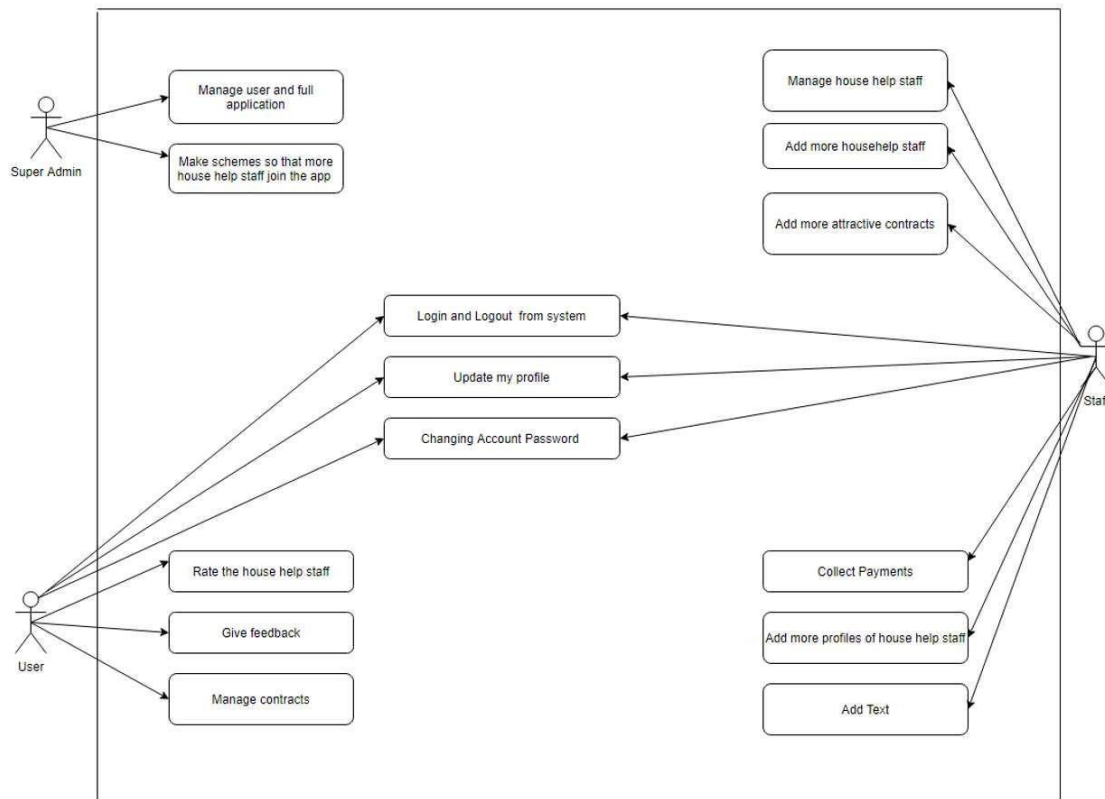 Manage user and full
application
Super Admin
Make schemes so that more
house help staff join the app
Manage house help staff
Add more househelp staff
Add more attractive contracts
Login and Logout from system
Update my profile
Changing Account Password
Staff
Rate the house help staff
Give feedback
Manage contracts
User
Collect Payments
Add more profiles of house help staff
Add Text